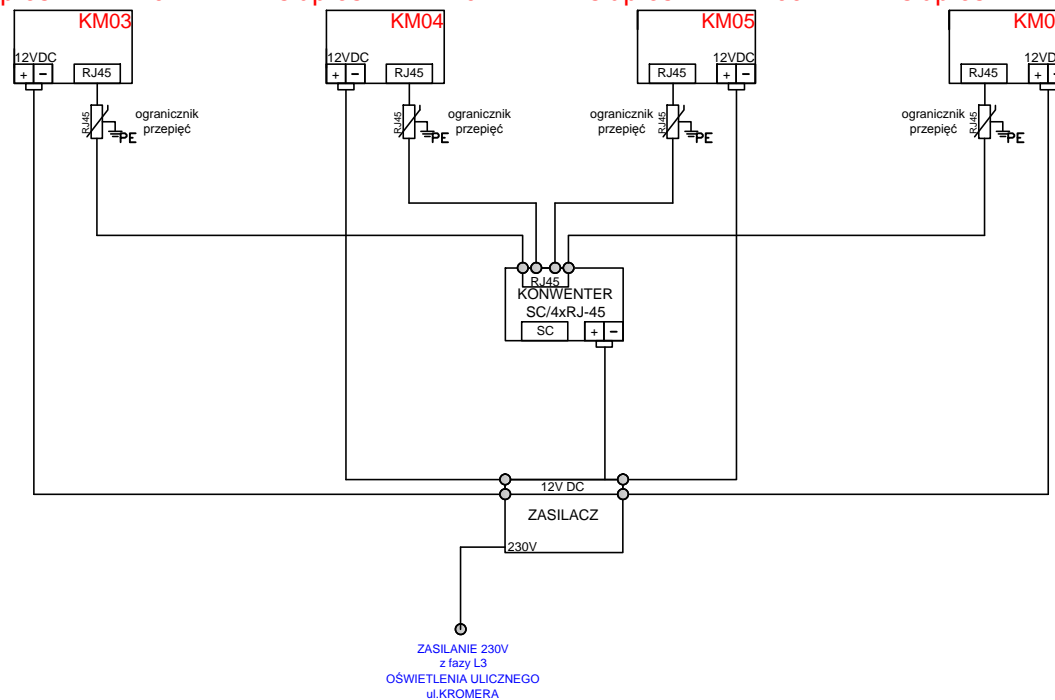 KM03
KM04
KM05
KM0
12VDC
12VDC
12VDC
+ –
RJ45
+ –
RJ45
RJ45
+ –
RJ45
+
RJ45
ogranicznik
przepięć
PE
RJ45
ogranicznik
przepięć
PE
ogranicznik
przepięć
RJ45
PE
ogranicznik
przepięć
RJ45
PE
RJ45
KONWENTER
SC/4xRJ-45
SC
+ –
12V DC
ZASILACZ
230V
ZASILANIE 230V
z fazy L3
OŚWIETLENIA ULICZNEGO
ul.KROMERA